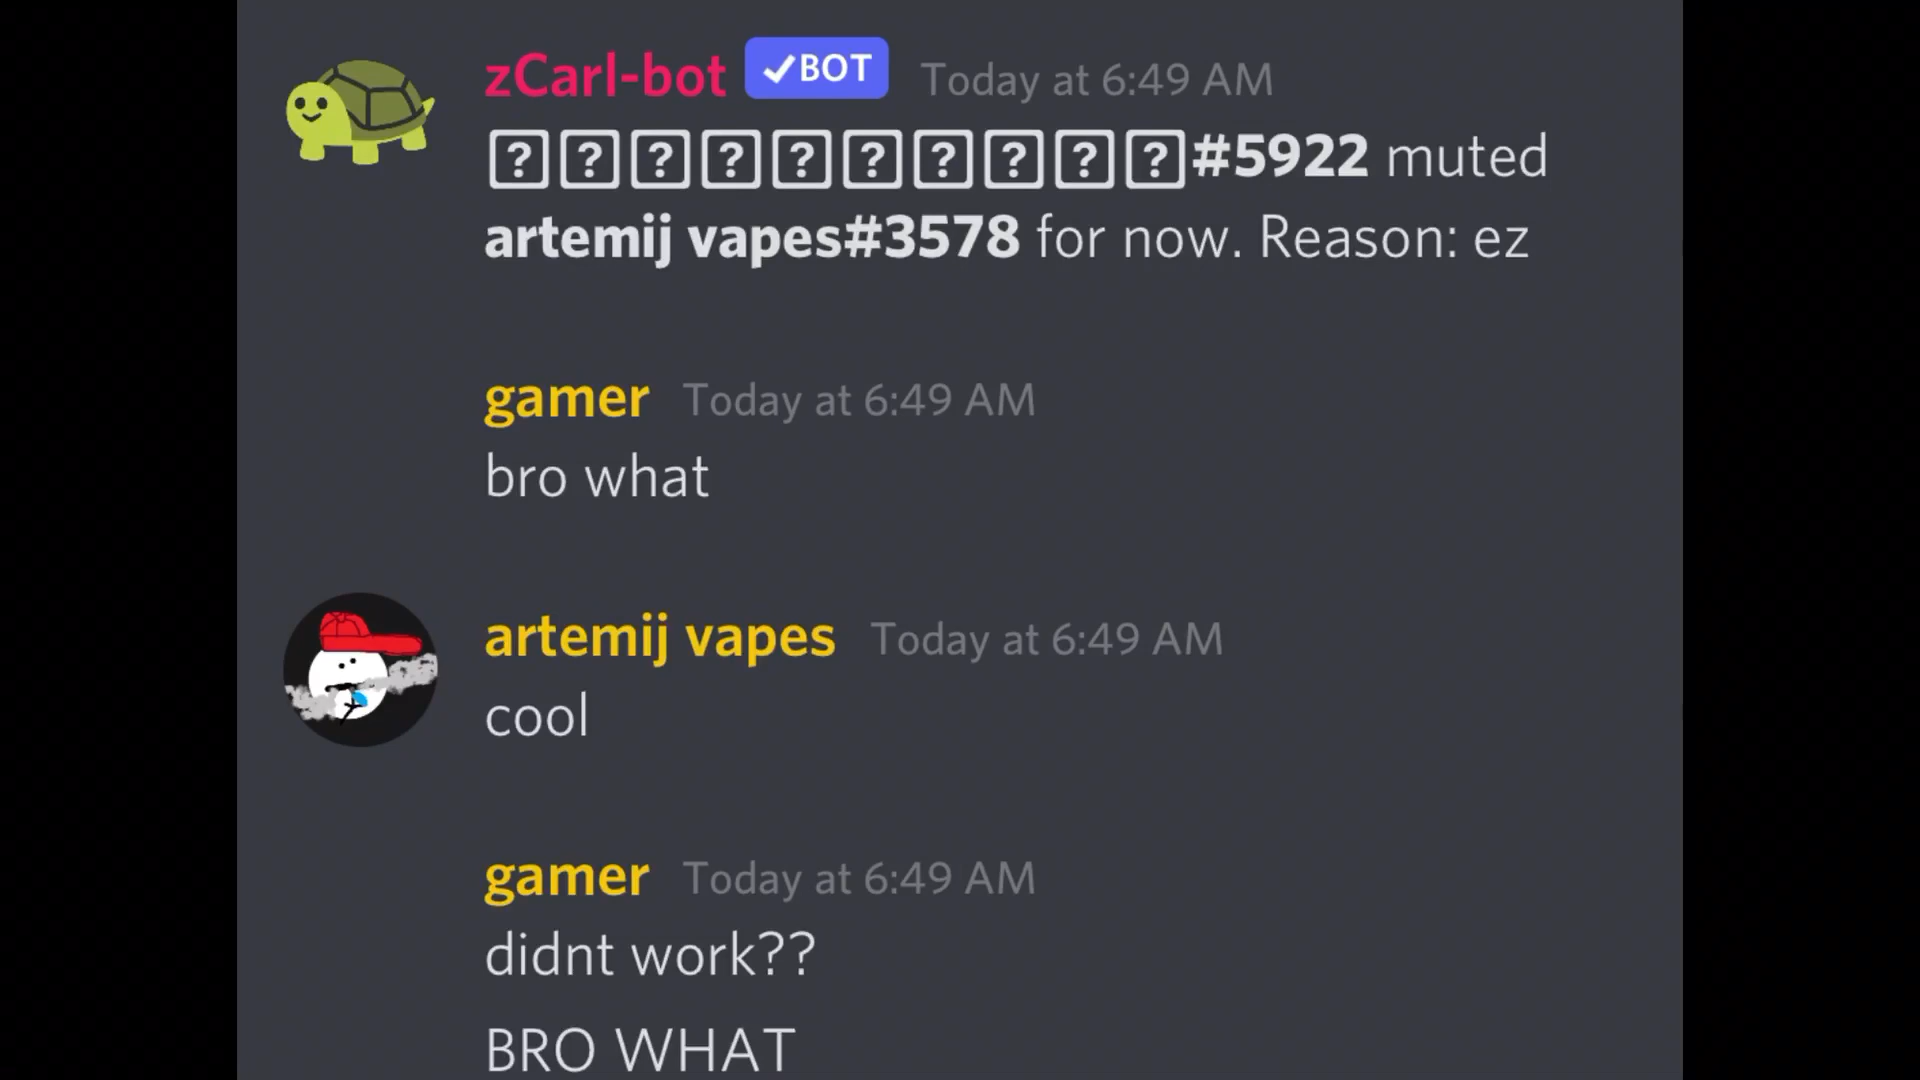 zCarl-bot ✓BOT Today at 6:49 AM
#5922 muted
artemij vapes#3578 for now. Reason: ez
gamer Today at 6:49 AM
bro what
artemij vapes Today at 6:49 AM
cool
gamer Today at 6:49 AM
didnt work??
BRO WHAT